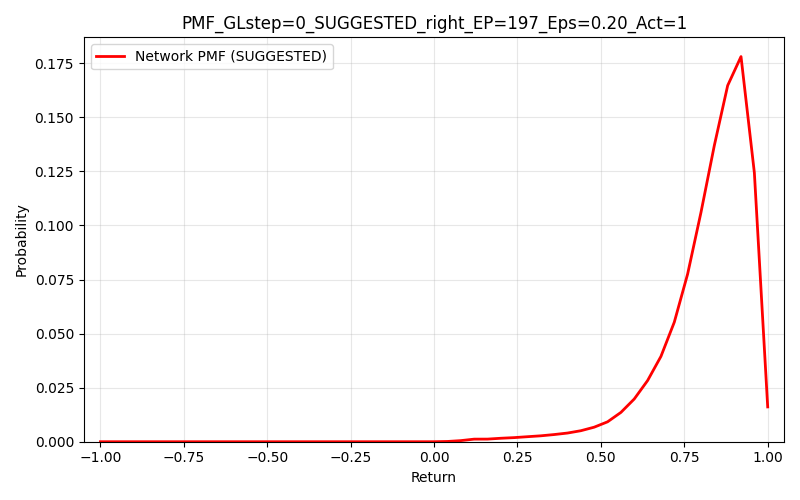 PMF_GLstep=0_SUGGESTED_right_EP=197_Eps=0.20_Act=1
Network PMF (SUGGESTED)
0.175
0.150
0.125
0.100
0.075
0.050
0.025
0.000
Probability
−1.00 −0.75 −0.50 −0.25 0.00 0.25 0.50 0.75 1.00
Return